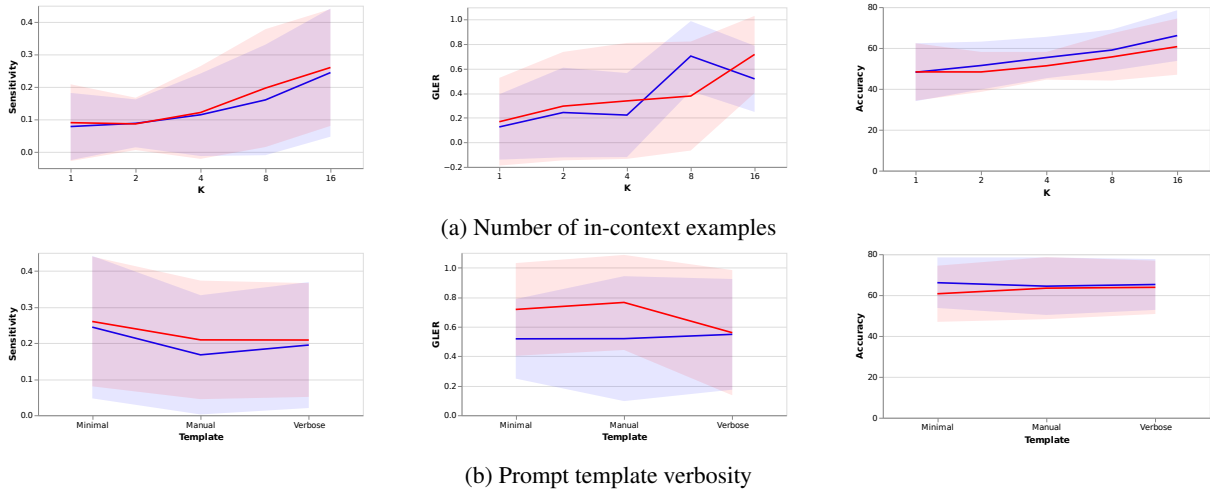 0.4
0.3
0.2
0.1
0.0
Sensitivity
1 2 4 8 16
K
1.0
0.8
0.6
0.4
0.2
0.0
−0.2
GLER
1 2 4 8 16
K
80
60
40
20
0
Accuracy
1 2 4 8 16
K
(a) Number of in-context examples
0.4
0.3
0.2
0.1
0.0
Sensitivity
Minimal Manual Verbose
Template
1.0
0.8
0.6
0.4
0.2
0.0
GLER
Minimal Manual Verbose
Template
80
60
40
20
0
Accuracy
Minimal Manual Verbose
Template
(b) Prompt template verbosity